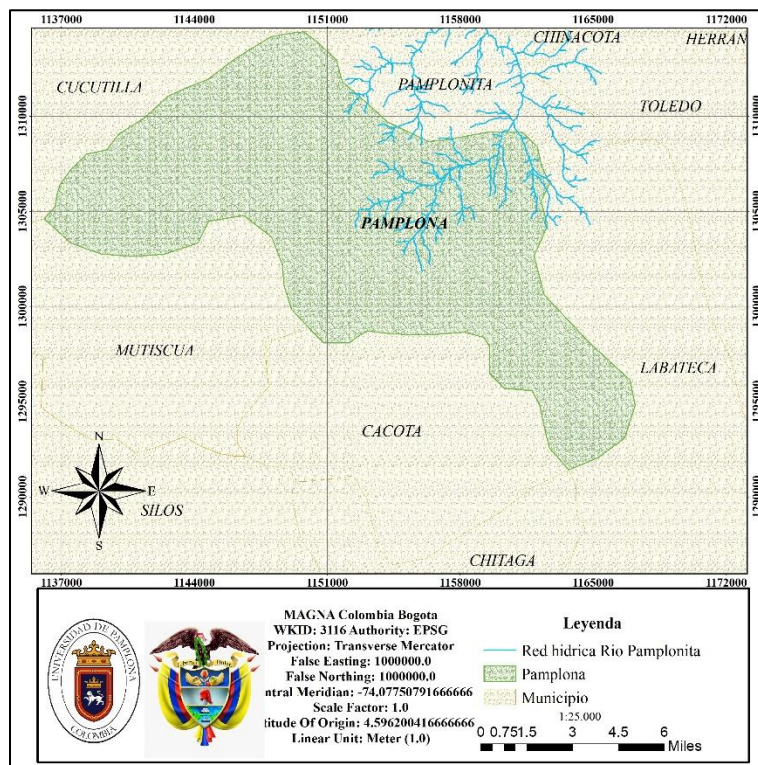 1137000 1144000 1151000 1158000 1165000 1172000
CHINACOTA
HERRAN
CUCUTILLA
PAMPLONITA
TOLEDO
1310000 1310000
1305000 1305000
PAMPLONA
1300000 1300000
MUTISCUA
LABATECA
1295000 1295000
CACOTA
N
W E
S
1290000 1290000
SILOS
CHITAGA
1137000 1144000 1151000 1158000 1165000 1172000
UNIVERSIDAD DE PAMPLONA
COLOMBIA
MAGNA Colombia Bogota
WKID: 3116 Authority: EPSG
Projection: Transverse Mercator
False Easting: 1000000.0
False Northing: 1000000.0
ntral Meridian: -74.07750791666666
Scale Factor: 1.0
titude Of Origin: 4.596200416666666
Linear Unit: Meter (1.0)
Leyenda
Red hidrica Rio Pamplonita
Pamplona
Municipio
1:25.000
0 0.751.5 3 4.5 6
Miles